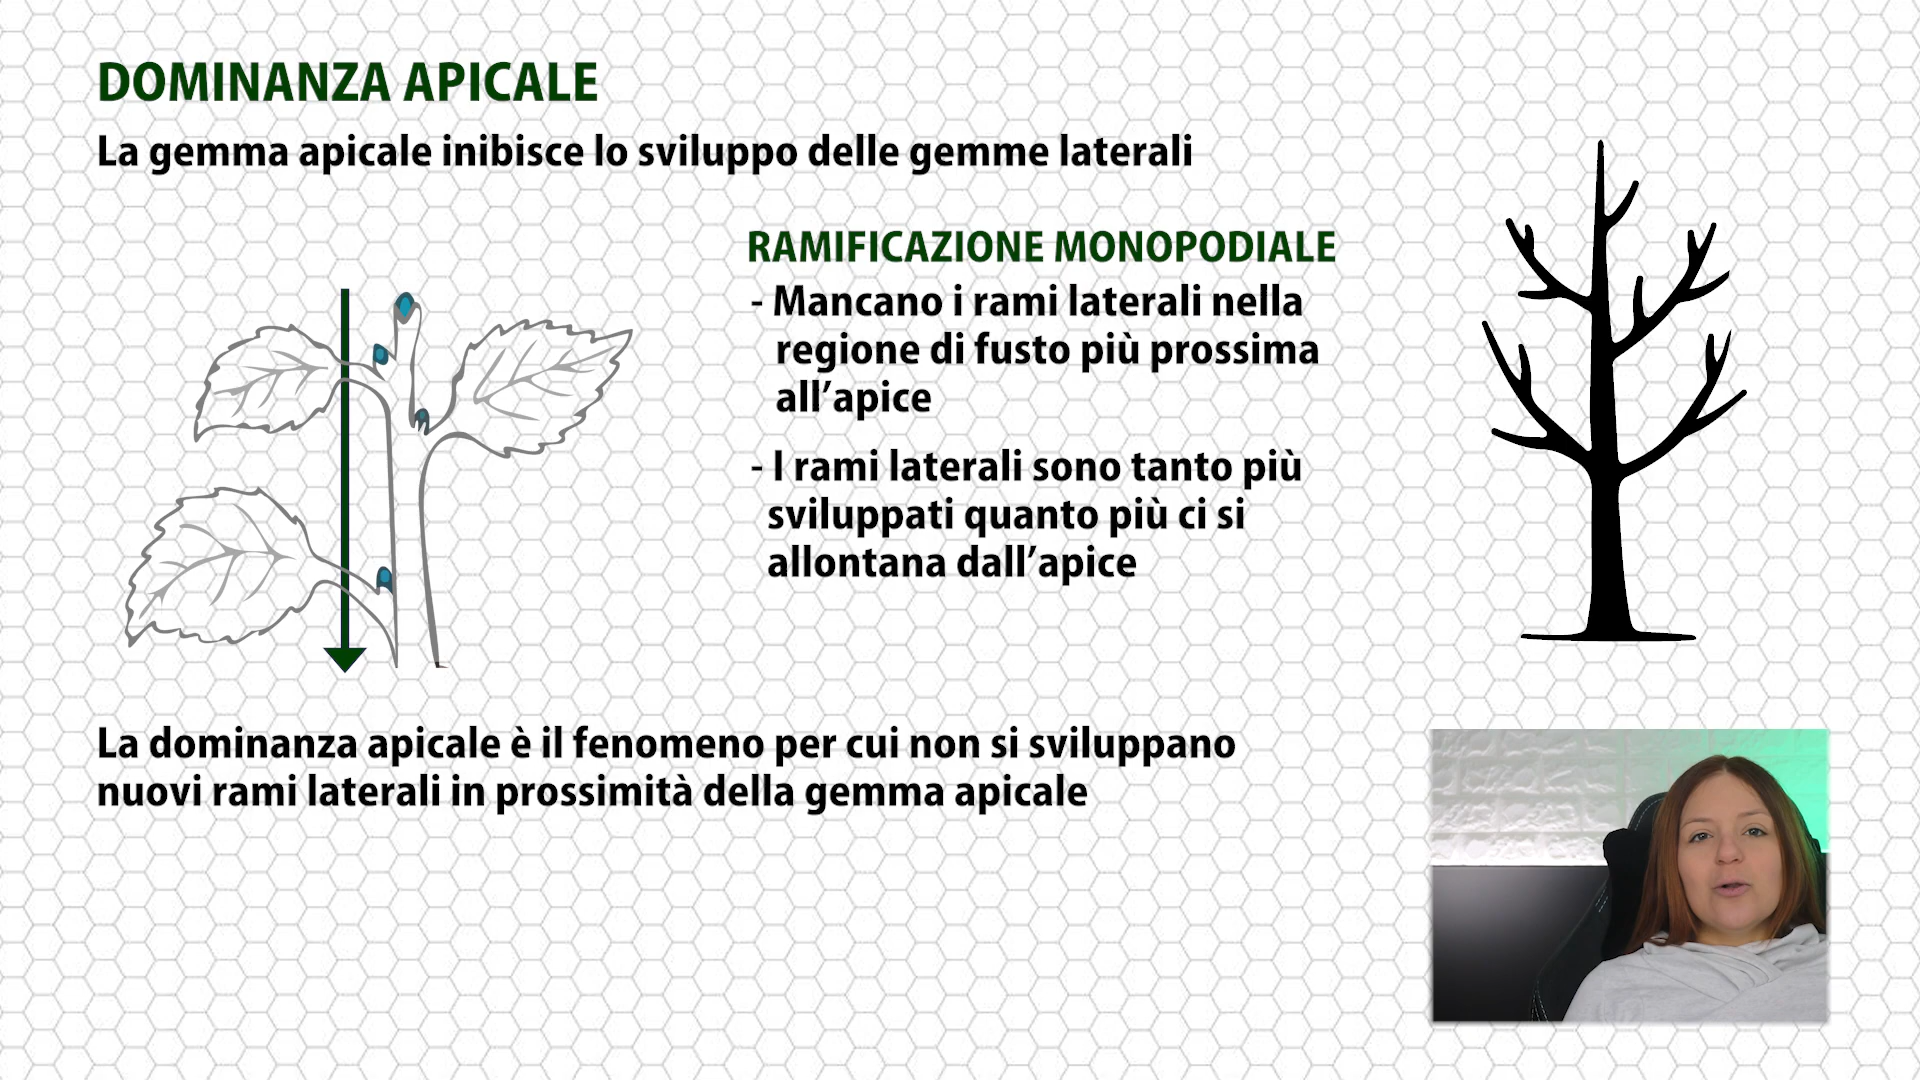 DOMINANZA APICALE
La gemma apicale inibisce lo sviluppo delle gemme laterali
RAMIFICAZIONE MONOPODIALE
- Mancano i rami laterali nella
regione di fusto più prossima
all’apice
- I rami laterali sono tanto più
sviluppati quanto più ci si
allontana dall’apice
La dominanza apicale è il fenomeno per cui non si sviluppano
nuovi rami laterali in prossimità della gemma apicale